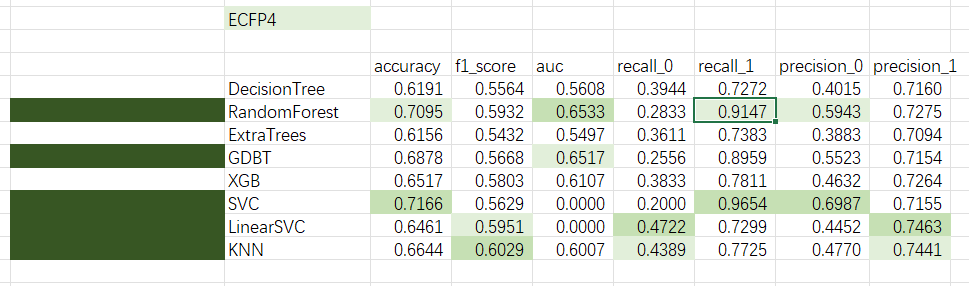 ECFP4
accuracy f1_score auc recall_0 recall_1 precision_0 precision_1
DecisionTree 0.6191 0.5564 0.5608 0.3944 0.7272 0.4015 0.7160
RandomForest 0.7095 0.5932 0.6533 0.2833 0.9147 0.5943 0.7275
ExtraTrees 0.6156 0.5432 0.5497 0.3611 0.7383 0.3883 0.7094
GDBT 0.6878 0.5668 0.6517 0.2556 0.8959 0.5523 0.7154
XGB 0.6517 0.5803 0.6107 0.3833 0.7811 0.4632 0.7264
SVC 0.7166 0.5629 0.0000 0.2000 0.9654 0.6987 0.7155
LinearSVC 0.6461 0.5951 0.0000 0.4722 0.7299 0.4452 0.7463
KNN 0.6644 0.6029 0.6007 0.4389 0.7725 0.4770 0.7441